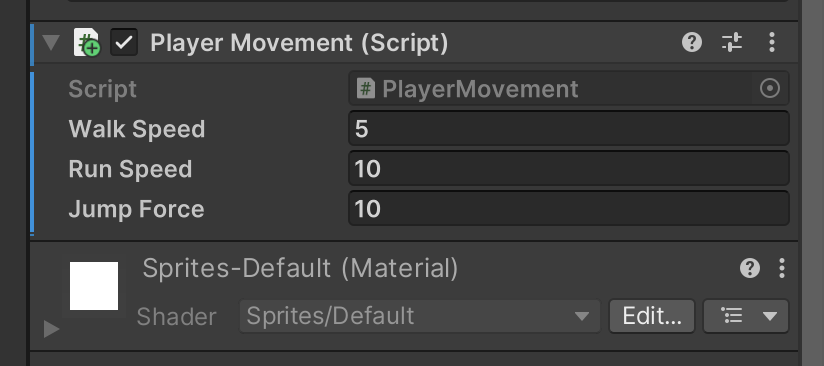 Player Movement (Script)
Script # PlayerMovement
Walk Speed 5
Run Speed 10
Jump Force 10
Sprites-Default (Material)
Shader Sprites/Default Edit...